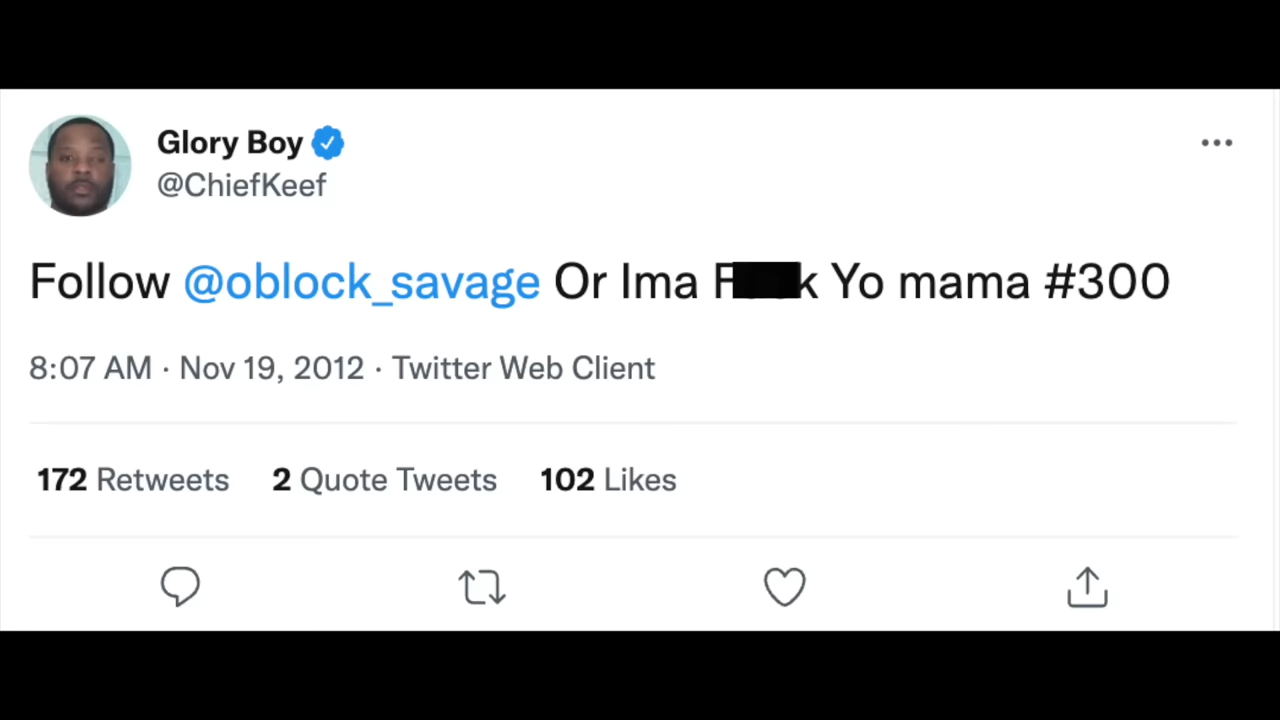 Glory Boy
@ChiefKeef
Follow @oblock_savage Or Ima F k Yo mama #300
8:07 AM · Nov 19, 2012 · Twitter Web Client
172 Retweets 2 Quote Tweets 102 Likes